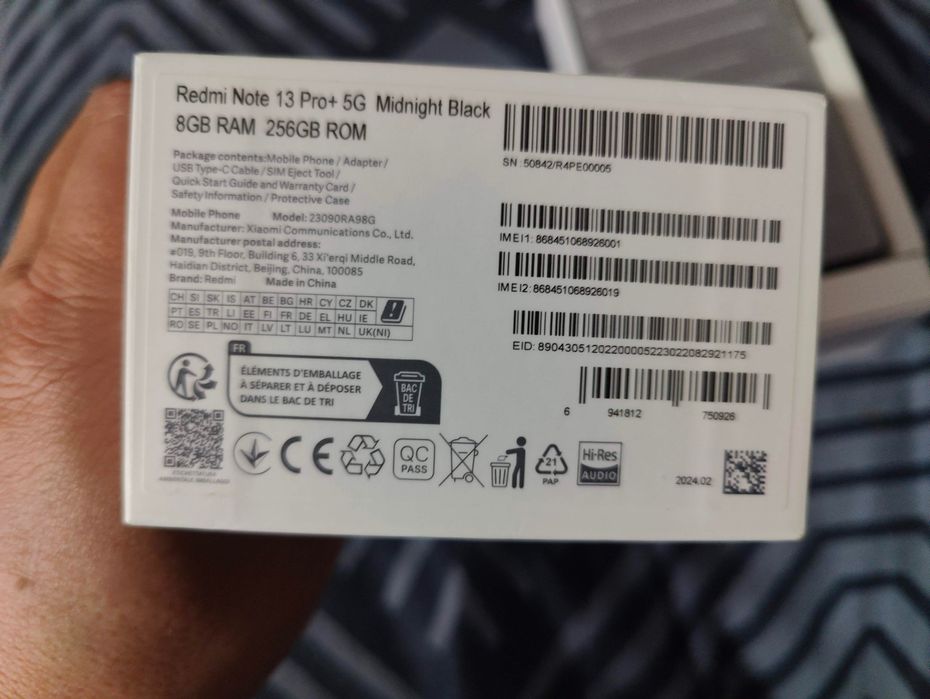 Redmi Note 13 Pro+ 5G Midnight Black
8GB RAM 256GB ROM
Package contents:Mobile Phone / Adapter/
USB Type-C Cable / SIM Eject Tool /
Quick Start Guide and Warranty Card /
Safety Information / Protective Case
Mobile Phone Model: 23090RA98G
Manufacturer: Xiaomi Communications Co., Ltd.
Manufacturer postal address:
#019, 9th Floor, Building 6, 33 Xi'erqi Middle Road,
Haidian District, Beijing, China, 100085
Brand: Redmi Made in China
CH SI SK IS AT BE BG HR CY CZ DK
PT ES TR LI EE FI FR DE EL HU IE
RO SE PL NO IT LV LT LU MT NL UK(NI)
FR
ÉLÉMENTS D'EMBALLAGE
À SÉPARER ET À DÉPOSER
DANS LE BAC DE TRI
BAC
DE
TRI
ETICHETTATURA
AMBIENTALE IMBALLAGGI
CE
QC
PASS
21
PAP
Hi-Res
AUDIO
SN:50842/R4PE00005
IMEI1:868451068926001
IMEI2:868451068926019
EID: 89043051202200005223022082921175
6 941812 750926
2024.02